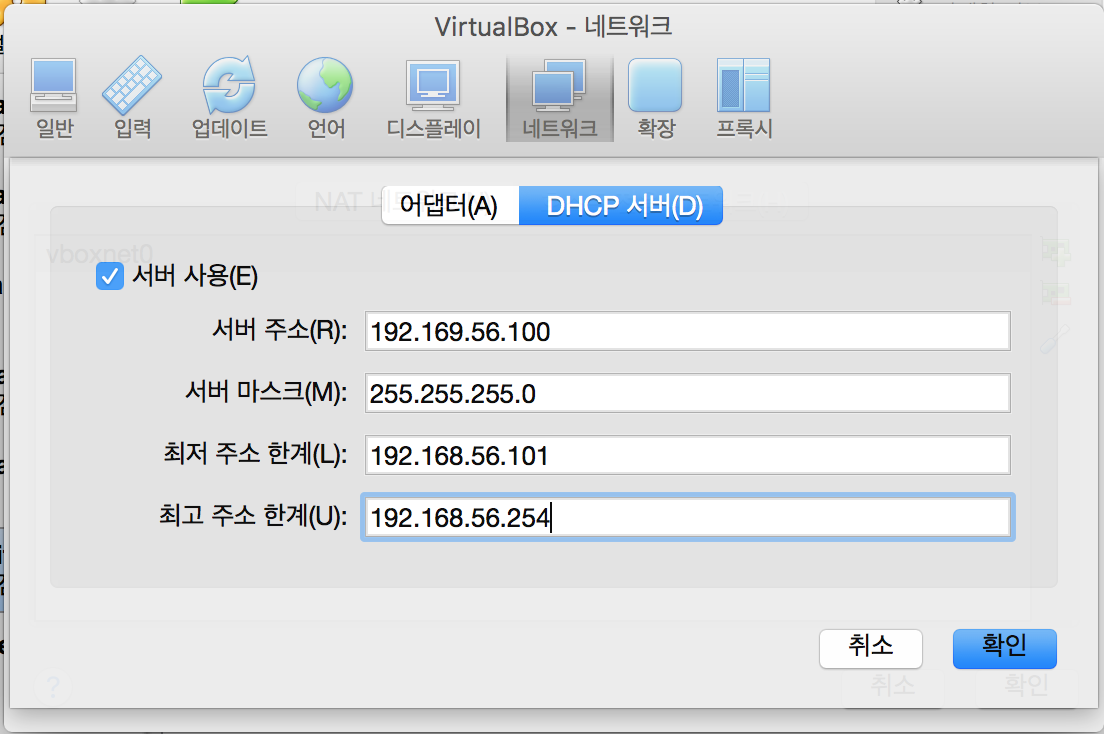 VirtualBox - 네트워크
일반 입력 업데이트 언어 디스플레이 네트워크 확장 프록시
NAT 네
어댑터(A) DHCP 서버(D)
vboxnet0
서버 사용(E)
서버 주소(R): 192.169.56.100
서버 마스크(M): 255.255.255.0
최저 주소 한계(L): 192.168.56.101
최고 주소 한계(U): 192.168.56.254
취소 확인
? 취소 확인